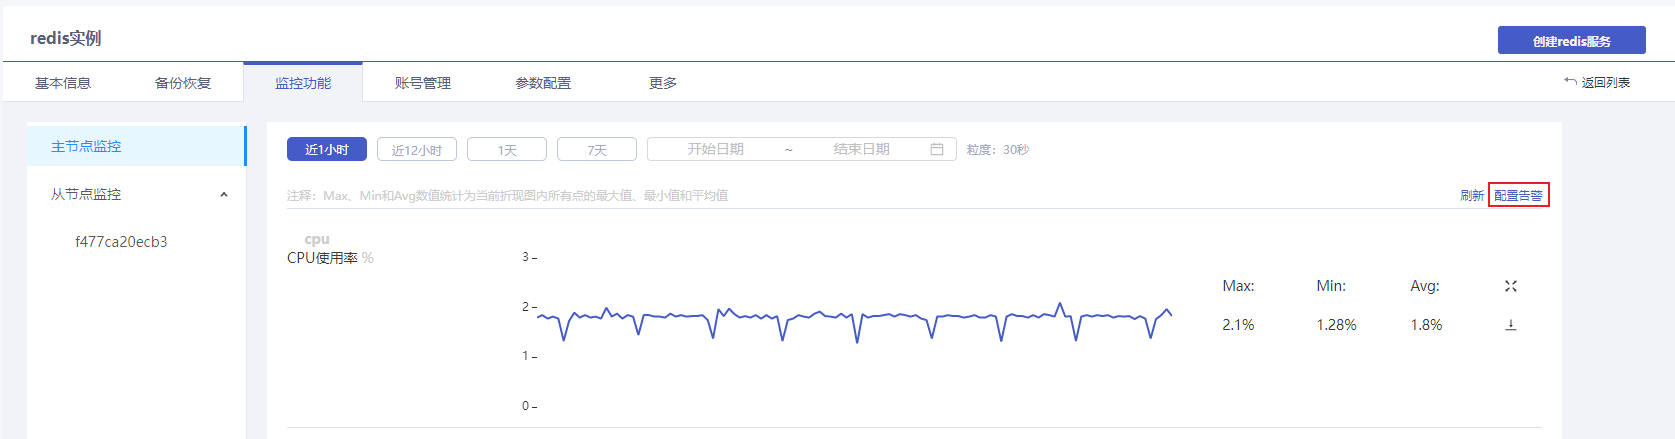 redis实例
创建redis服务
基本信息 备份恢复 监控功能 账号管理 参数配置 更多 返回列表
主节点监控
从节点监控
f477ca20ecb3
近1小时 近12小时 1天 7天 开始日期 ~ 结束日期 粒度：30秒
注释：Max、Min和Avg数值统计为当前折现图内所有点的最大值、最小值和平均值
刷新 配置告警
cpu
CPU使用率 %
3
2
1
0
Max: Min: Avg:
2.1% 1.28% 1.8%